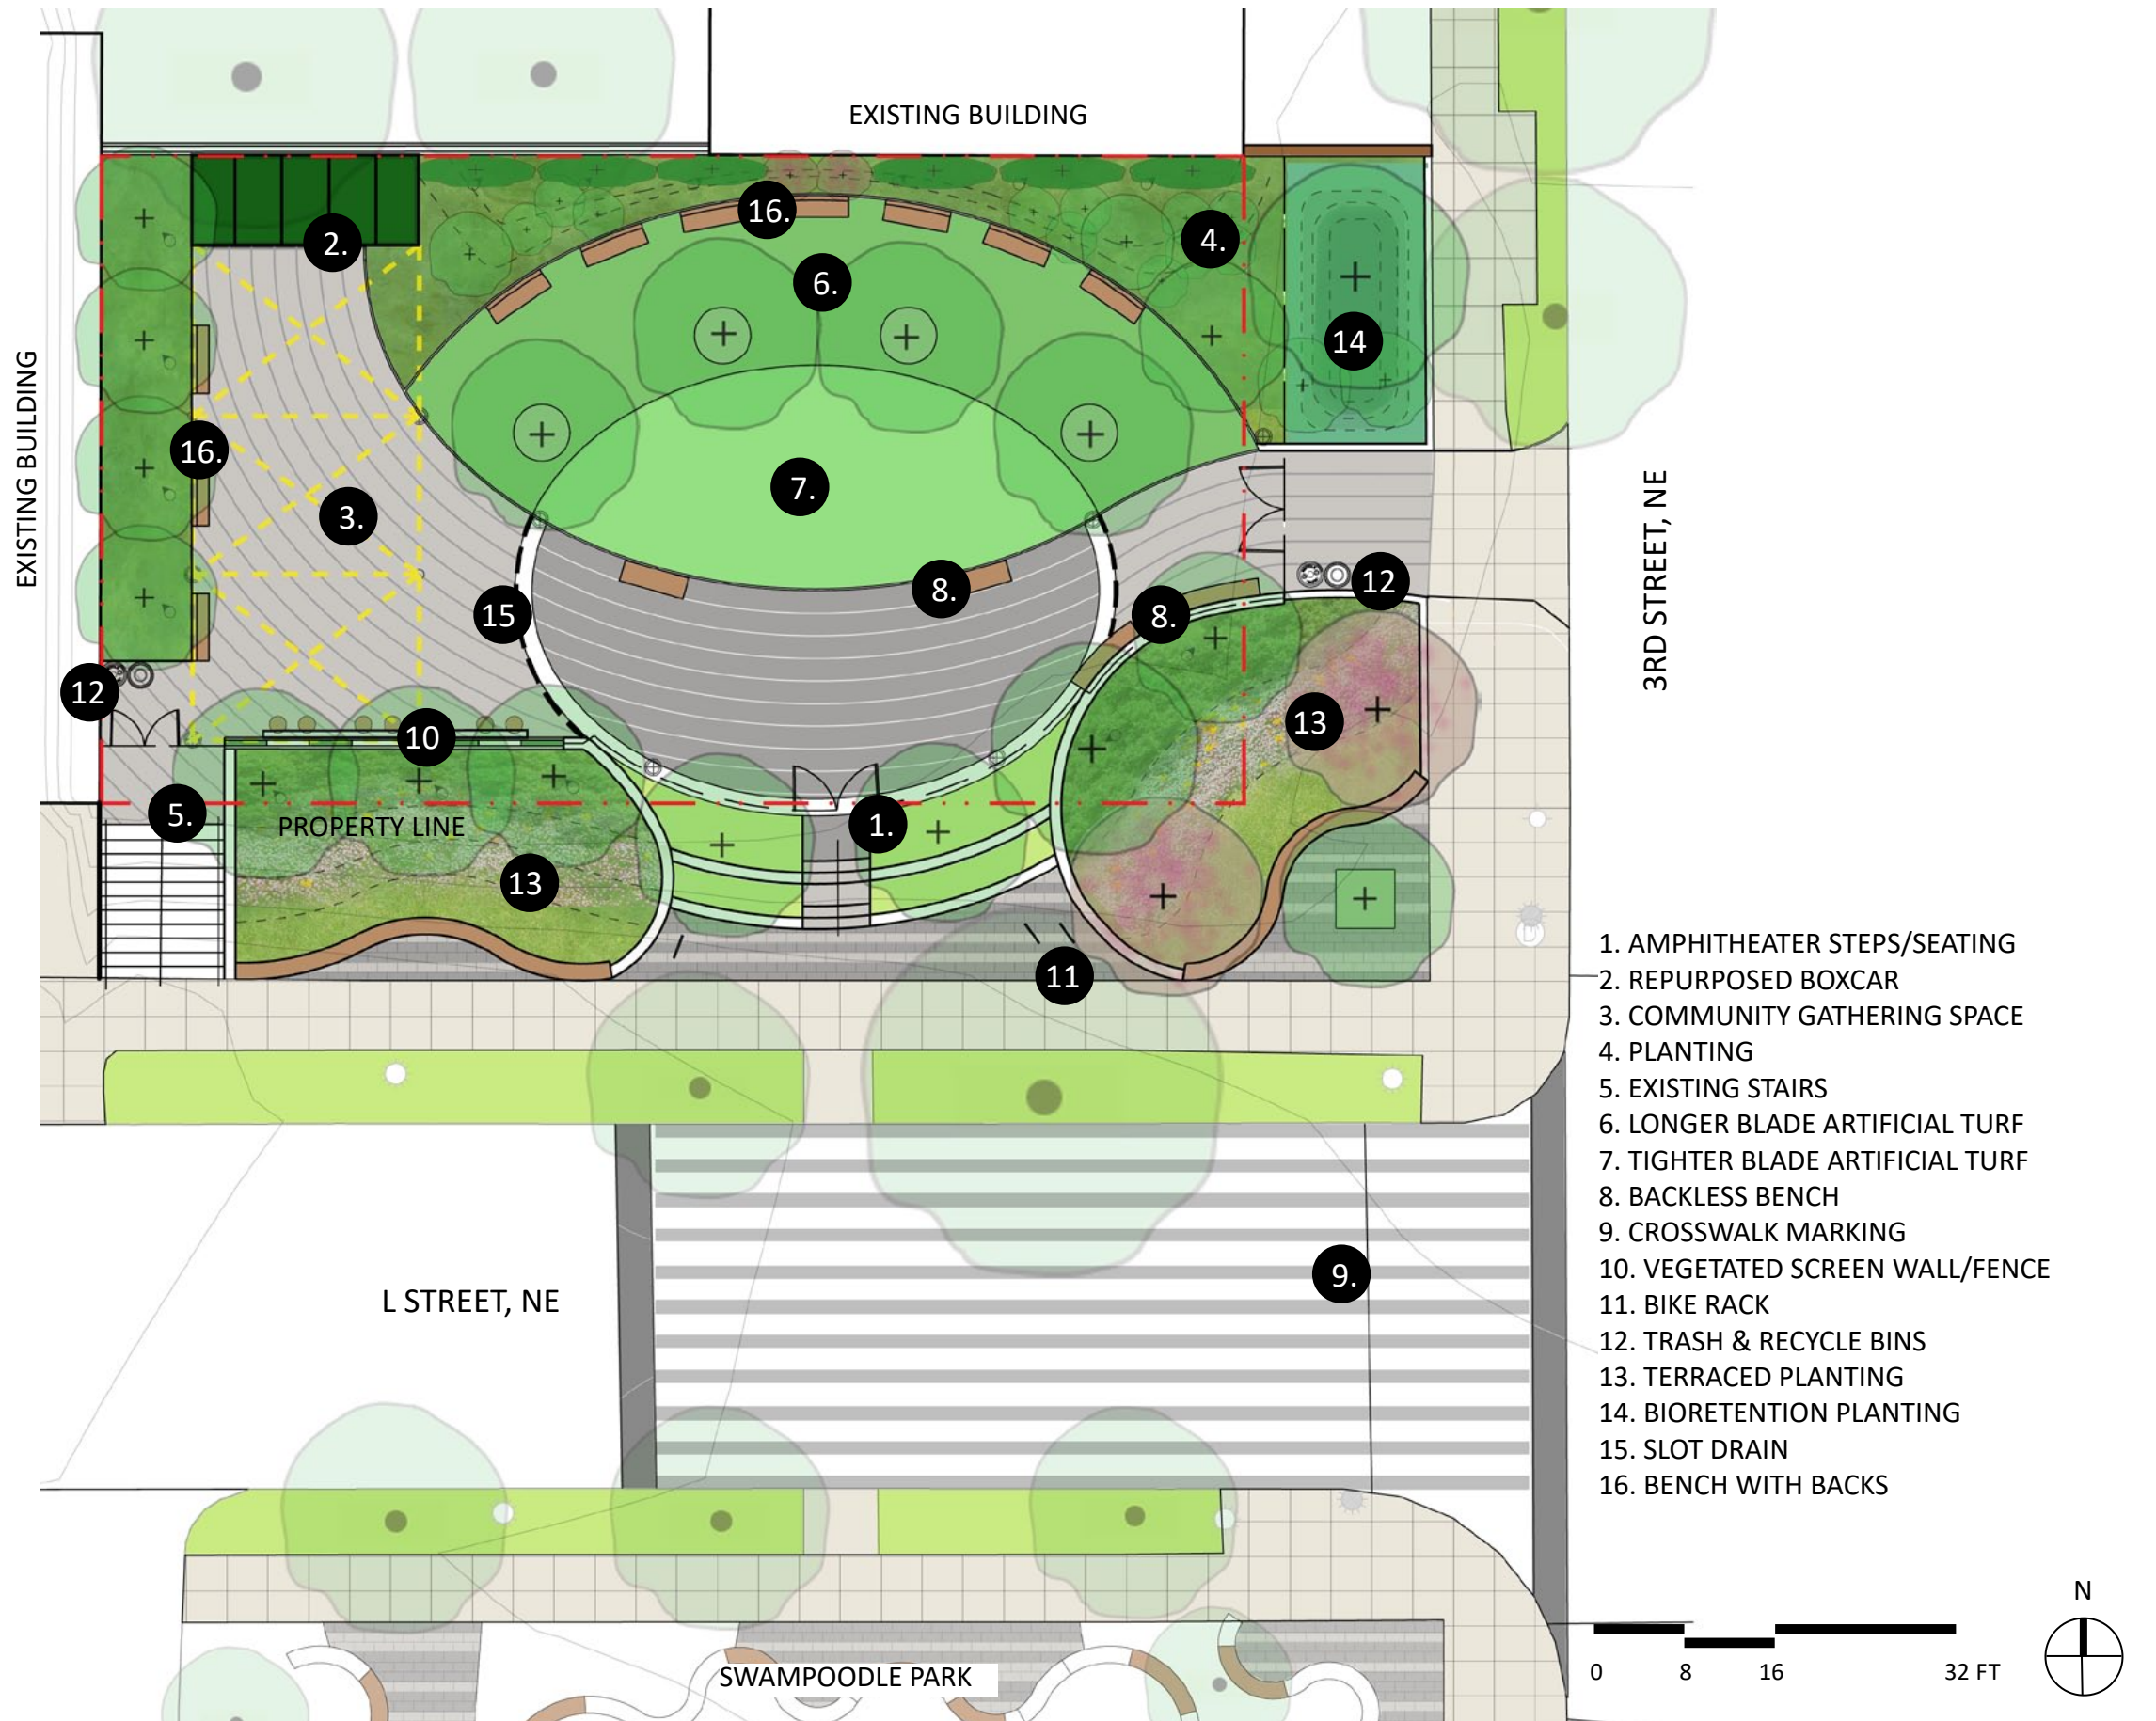 EXISTING BUILDING
16.
2.
4.
6.
14
EXISTING BUILDING
16.
7.
3.
3RD STREET, NE
12
8.
15
8.
12
13
10
5.
1.
PROPERTY LINE
13
11
1. AMPHITHEATER STEPS/SEATING
2. REPURPOSED BOXCAR
3. COMMUNITY GATHERING SPACE
4. PLANTING
5. EXISTING STAIRS
6. LONGER BLADE ARTIFICIAL TURF
7. TIGHTER BLADE ARTIFICIAL TURF
8. BACKLESS BENCH
9. CROSSWALK MARKING
10. VEGETATED SCREEN WALL/FENCE
11. BIKE RACK
12. TRASH & RECYCLE BINS
13. TERRACED PLANTING
14. BIORETENTION PLANTING
15. SLOT DRAIN
16. BENCH WITH BACKS
9.
L STREET, NE
N
0 8 16 32 FT
SWAMPOODLE PARK